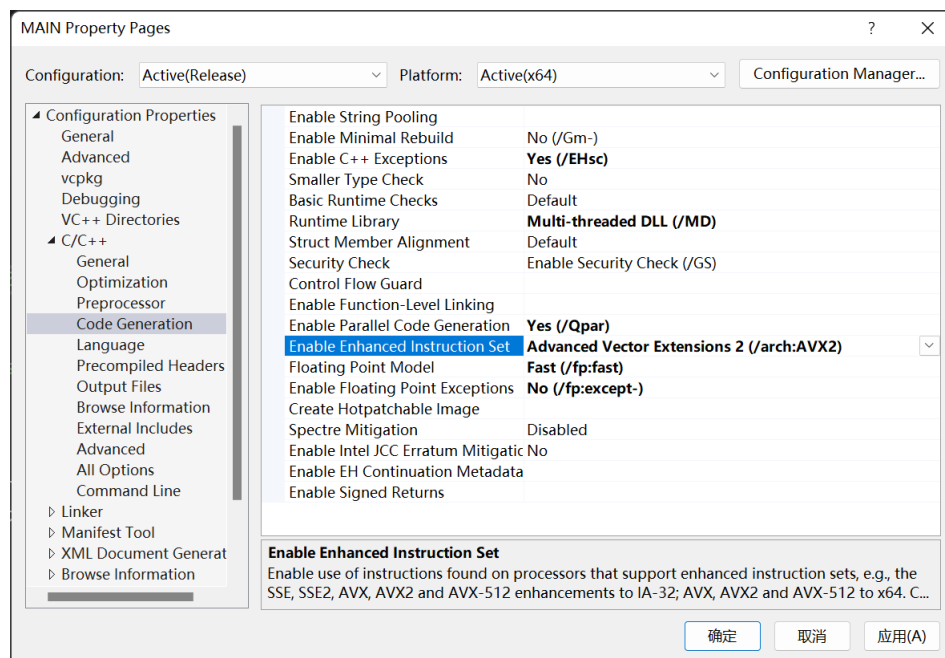 MAIN Property Pages
?
Configuration: Active(Release) Platform: Active(x64) Configuration Manager...
Configuration Properties
General
Advanced
vcpkg
Debugging
VC++ Directories
C/C++
General
Optimization
Preprocessor
Code Generation
Language
Precompiled Headers
Output Files
Browse Information
External Includes
Advanced
All Options
Command Line
Linker
Manifest Tool
XML Document Generat
Browse Information
Enable String Pooling
Enable Minimal Rebuild No (/Gm-)
Enable C++ Exceptions Yes (/EHsc)
Smaller Type Check No
Basic Runtime Checks Default
Runtime Library Multi-threaded DLL (/MD)
Struct Member Alignment Default
Security Check Enable Security Check (/GS)
Control Flow Guard
Enable Function-Level Linking
Enable Parallel Code Generation Yes (/Qpar)
Enable Enhanced Instruction Set Advanced Vector Extensions 2 (/arch:AVX2)
Floating Point Model Fast (/fp:fast)
Enable Floating Point Exceptions No (/fp:except-)
Create Hotpatchable Image
Spectre Mitigation Disabled
Enable Intel JCC Erratum Mitigatic No
Enable EH Continuation Metadata
Enable Signed Returns
Enable Enhanced Instruction Set
Enable use of instructions found on processors that support enhanced instruction sets, e.g., the
SSE, SSE2, AVX, AVX2 and AVX-512 enhancements to IA-32; AVX, AVX2 and AVX-512 to x64. C...
确定 取消 应用(A)